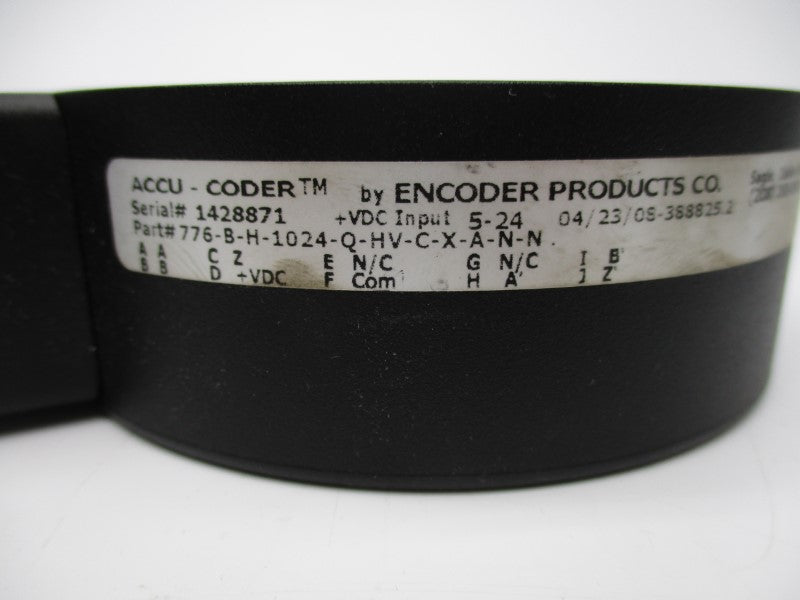 ACCU - CODER™ by ENCODER PRODUCTS CO.
Serial# 1428871 +VDC Input 5-24 04/23/08-388825.2
Part# 776-B-H-1024-Q-HV-C-X-A-N-N
A A C Z E N/C G N/C I B'
B B D +VDC F Com H A' J Z'